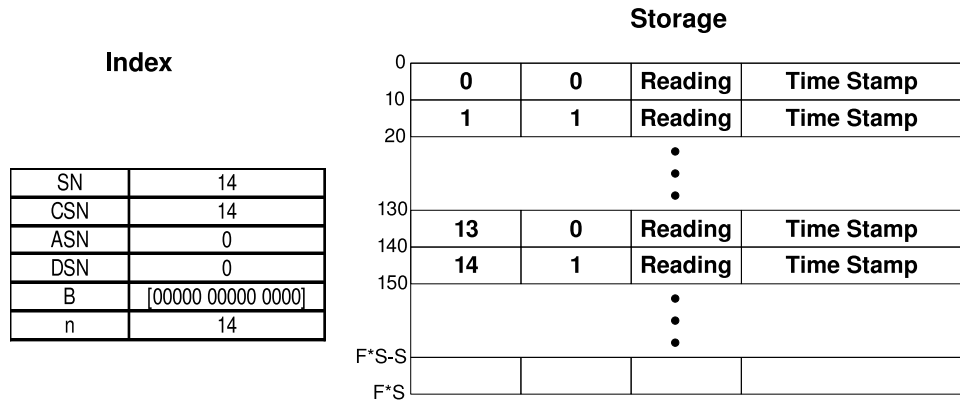 Storage
Index
0
0 0 Reading Time Stamp
10
1 1 Reading Time Stamp
20
SN 14
CSN 14
ASN 0
DSN 0
B [00000 00000 0000]
n 14
130
13 0 Reading Time Stamp
140
14 1 Reading Time Stamp
150
F*S-S
F*S